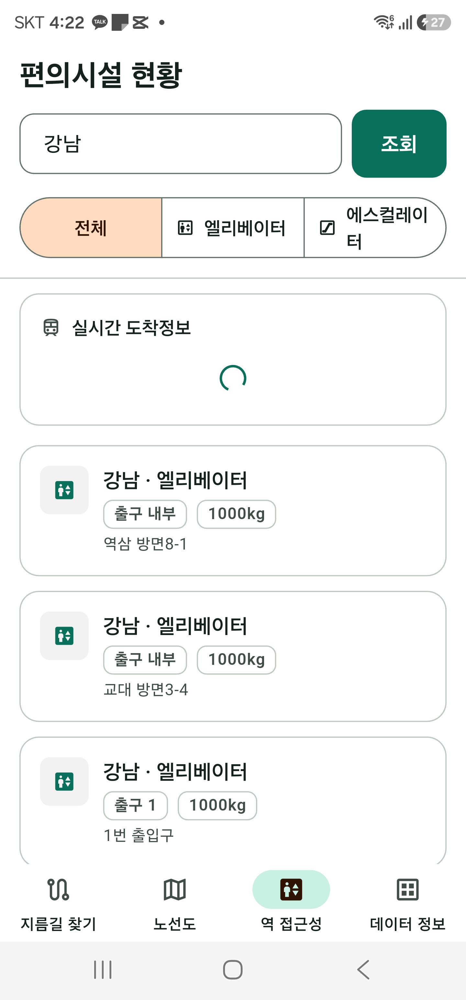 SKT 4:22 TALK 6 27
편의시설 현황
강남
조회
전체
엘리베이터
에스컬레이
터
실시간 도착정보
강남 · 엘리베이터
출구 내부 1000kg
역삼 방면8-1
강남 · 엘리베이터
출구 내부 1000kg
교대 방면3-4
강남 · 엘리베이터
출구 1 1000kg
1번 출입구
지름길 찾기 노선도 역 접근성 데이터 정보